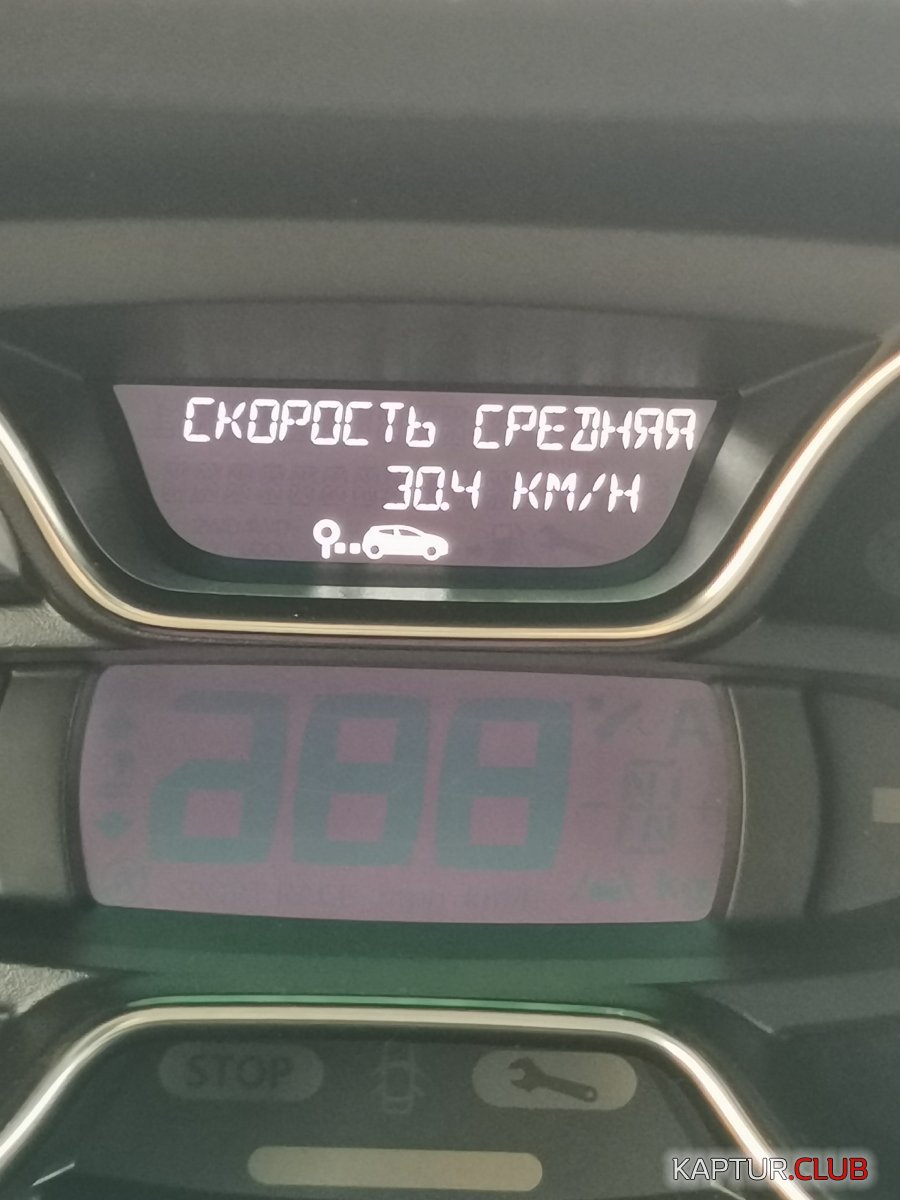 СКОРОСТЬ СРЕДНЯЯ
30.4 КМ/Н
STOP
KAPTUR.CLUB